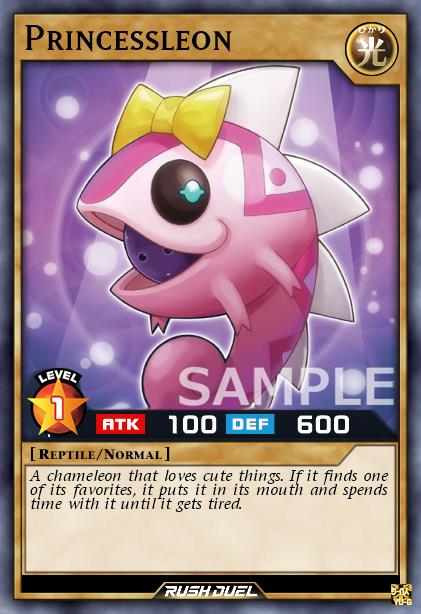 Princessleon
ひかり
光
SAMPLE
LEVEL
1
ATK 100 DEF 600
[Reptile/Normal]
A chameleon that loves cute things. If it finds one
of its favorites, it puts it in its mouth and spends
time with it until it gets tired.
RUSH DUEL